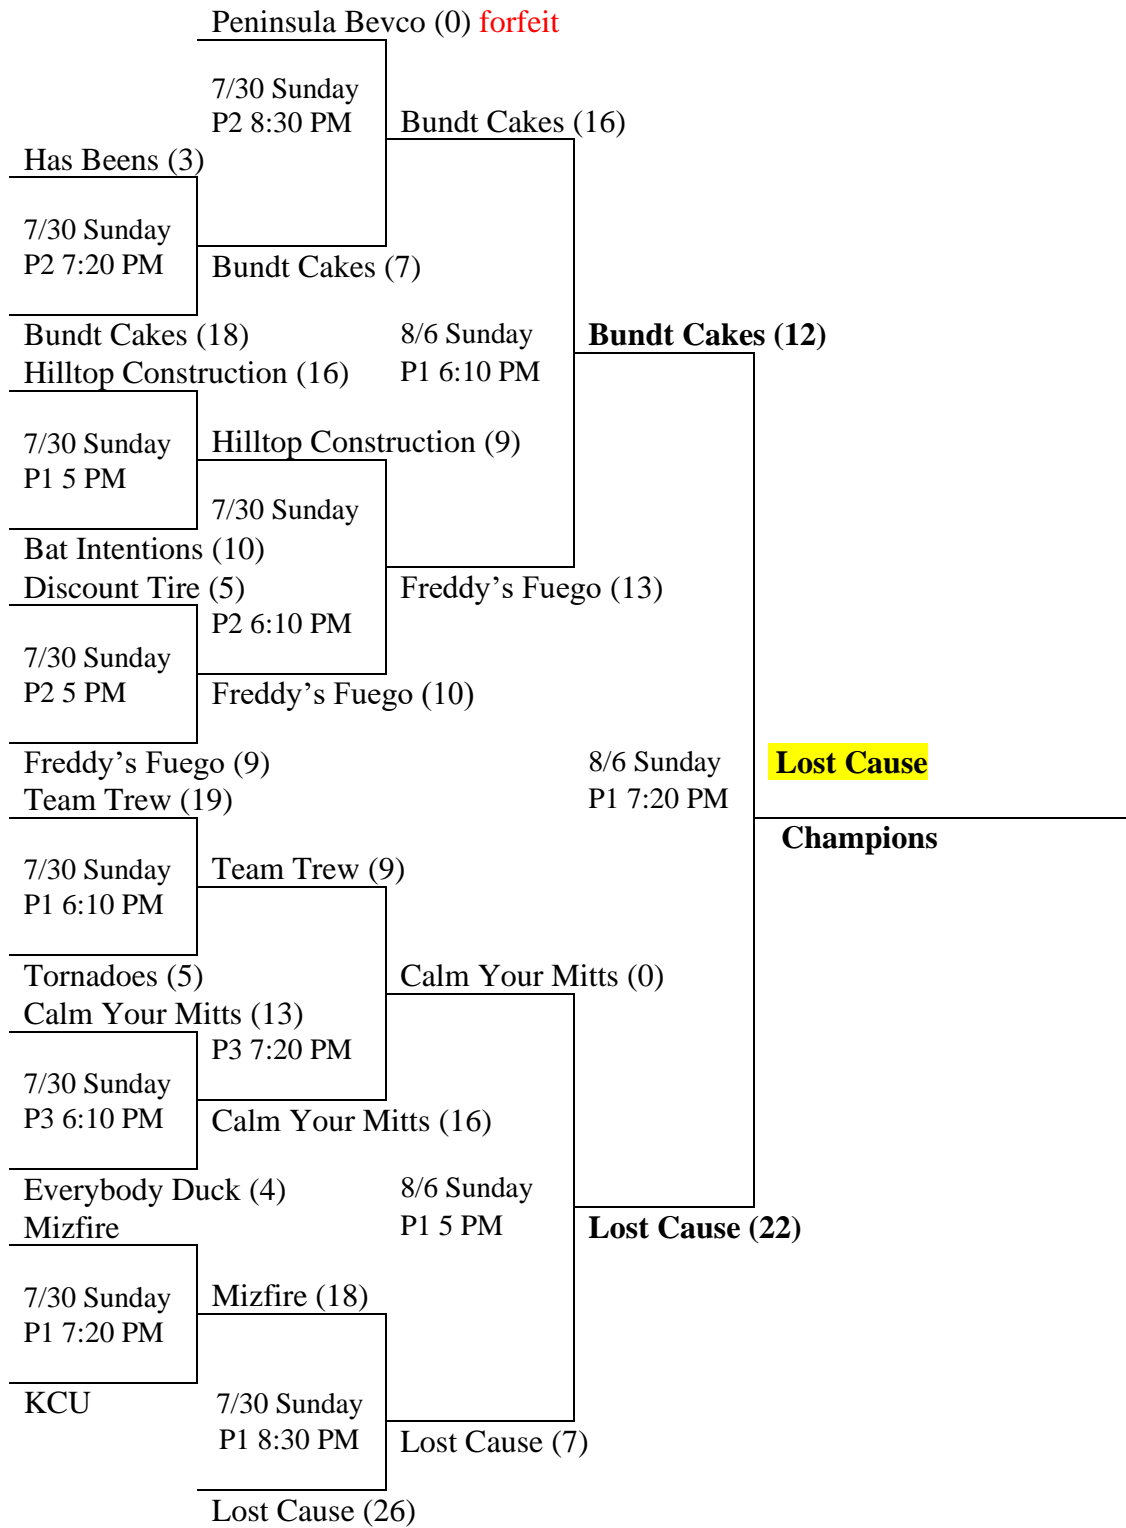 Peninsula Bevco (0) forfeit
7/30 Sunday
P2 8:30 PM
Bundt Cakes (16)
Has Beens (3)
7/30 Sunday
P2 7:20 PM
Bundt Cakes (7)
Bundt Cakes (18)
8/6 Sunday
P1 6:10 PM
Bundt Cakes (12)
Hilltop Construction (16)
7/30 Sunday
P1 5 PM
Hilltop Construction (9)
7/30 Sunday
Bat Intentions (10)
Discount Tire (5)
P2 6:10 PM
Freddy’s Fuego (13)
7/30 Sunday
P2 5 PM
Freddy’s Fuego (10)
Freddy’s Fuego (9)
8/6 Sunday
P1 7:20 PM
Lost Cause
Champions
Team Trew (19)
7/30 Sunday
P1 6:10 PM
Team Trew (9)
Tornadoes (5)
Calm Your Mitts (0)
Calm Your Mitts (13)
P3 7:20 PM
7/30 Sunday
P3 6:10 PM
Calm Your Mitts (16)
Everybody Duck (4)
8/6 Sunday
P1 5 PM
Lost Cause (22)
Mizfire
7/30 Sunday
P1 7:20 PM
Mizfire (18)
KCU
7/30 Sunday
P1 8:30 PM
Lost Cause (7)
Lost Cause (26)